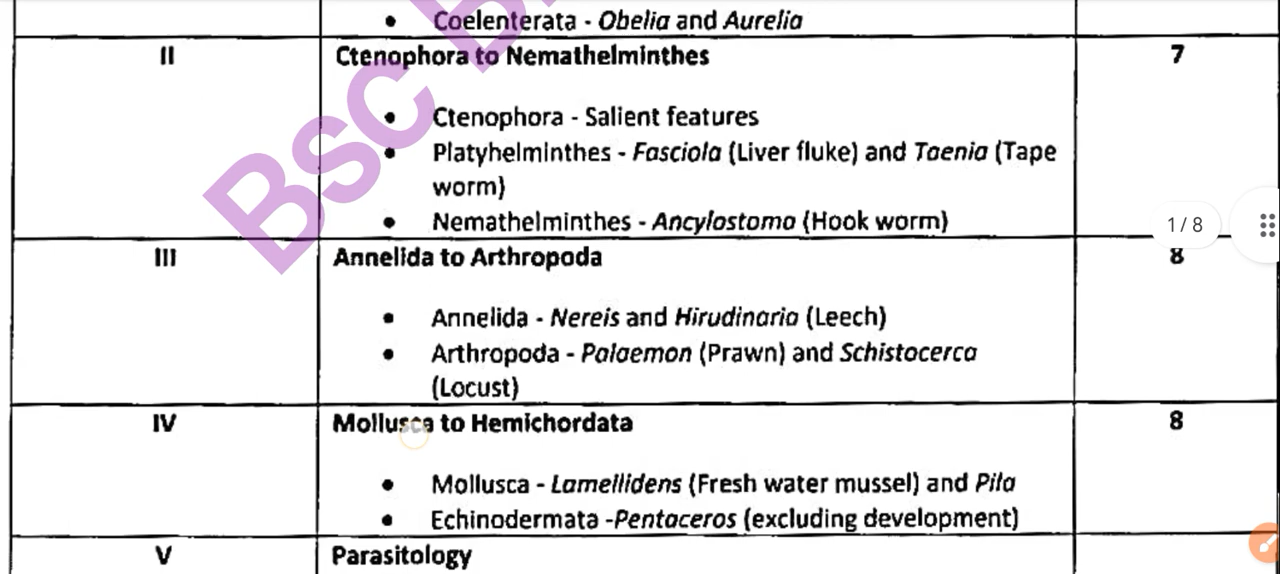 • Coelenterata - Obelia and Aurelia
II Ctenophora to Nemathelminthes 7
• Ctenophora - Salient features
• Platyhelminthes - Fasciola (Liver fluke) and Taenia (Tape
worm)
• Nemathelminthes - Ancylostoma (Hook worm)
1 / 8
III Annelida to Arthropoda 8
• Annelida - Nereis and Hirudinaria (Leech)
• Arthropoda - Palaemon (Prawn) and Schistocerca
(Locust)
IV Mollusca to Hemichordata 8
• Mollusca - Lamellidens (Fresh water mussel) and Pila
• Echinodermata -Pentaceros (excluding development)
V Parasitology
BSC